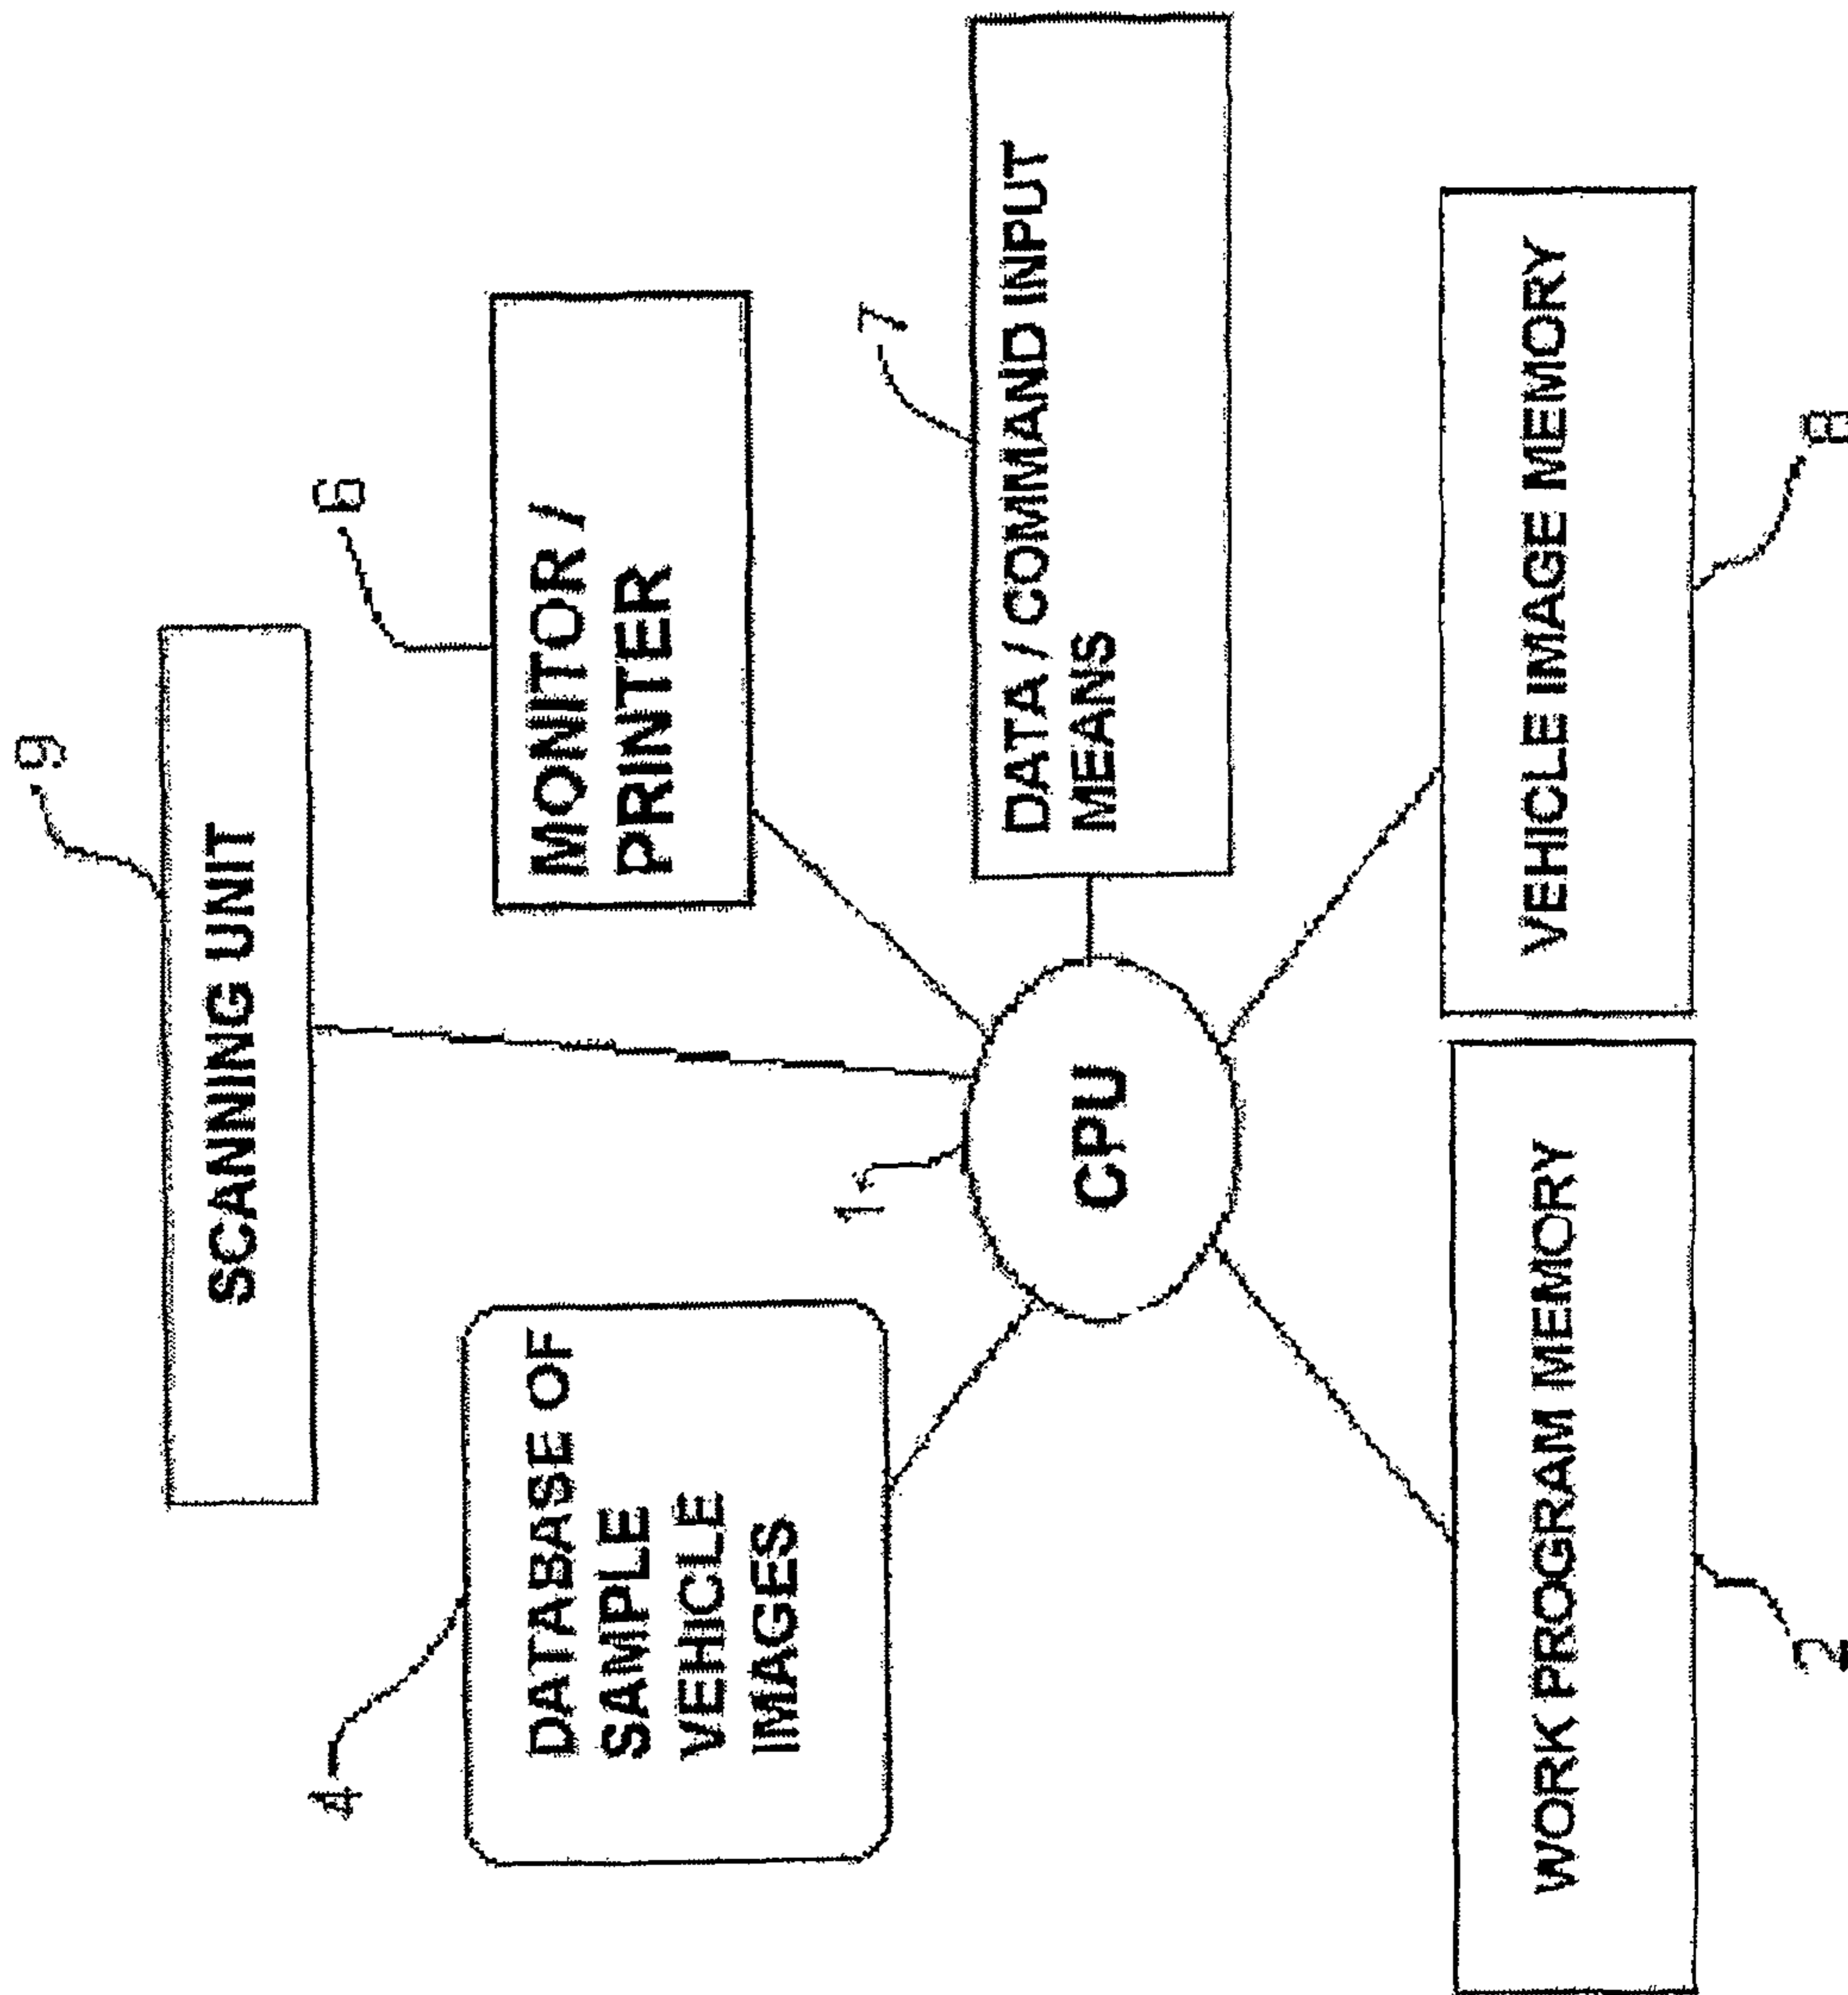 9
SCANNING UNIT
4
6
DATABASE OF
SAMPLE
VEHICLE
IMAGES
MONITOR /
PRINTER
1
7
CPU
DATA / COMMAND INPUT
MEANS
WORK PROGRAM MEMORY
VEHICLE IMAGE MEMORY
2
8